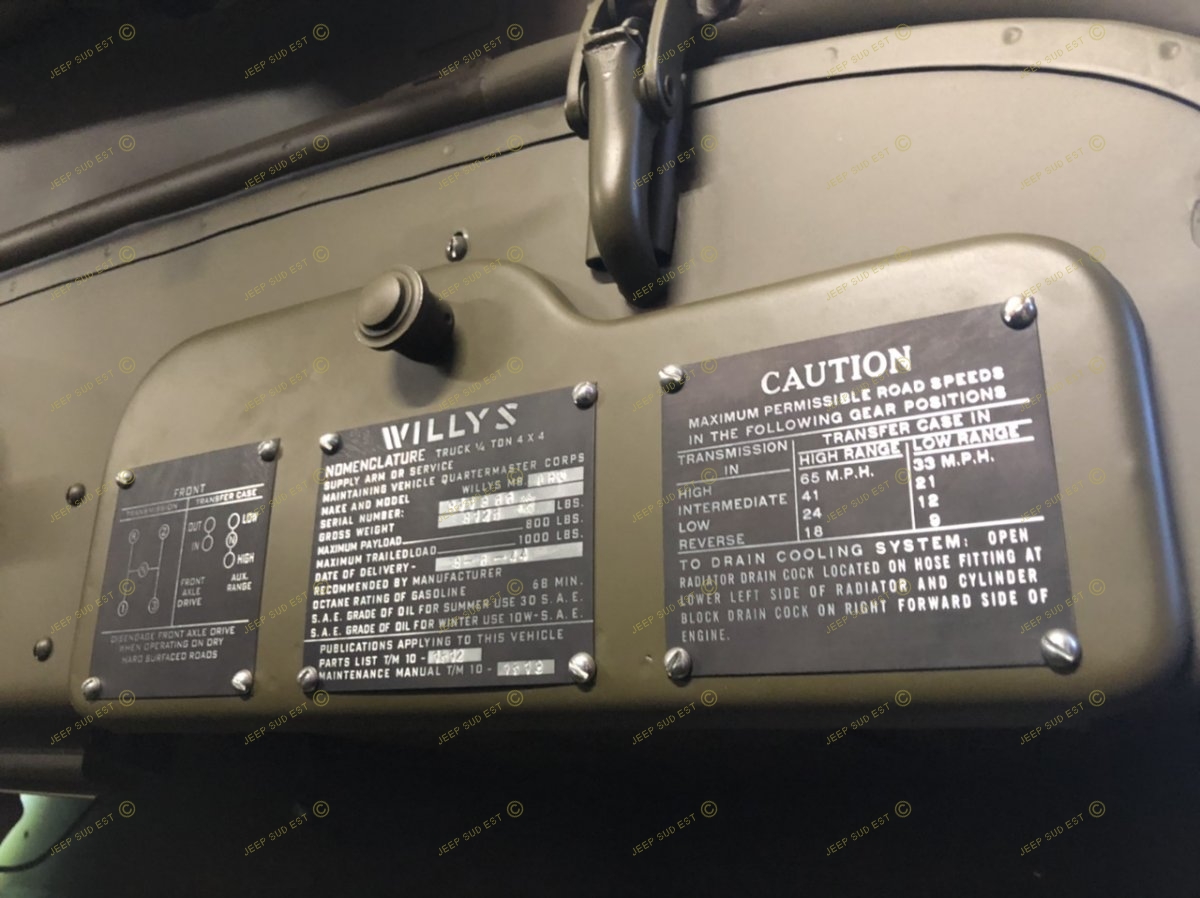 FRONT
TRANSMISSION
TRANSFER CASE
R
2
OUT
LOW
IN
N
N
HIGH
1
3
FRONT AXLE DRIVE
AUX. RANGE
DISENGAGE FRONT AXLE DRIVE
WHEN OPERATING ON DRY
HARD SURFACED ROADS
WILLYS
NOMENCLATURE TRUCK ¼ TON 4 X 4
SUPPLY ARM OR SERVICE
MAINTAINING VEHICLE QUARTERMASTER CORPS
MAKE AND MODEL WILLYS MB.
SERIAL NUMBER:
GROSS WEIGHT LBS.
MAXIMUM PAYLOAD 800 LBS.
MAXIMUM TRAILEDLOAD 1000 LBS.
DATE OF DELIVERY -
RECOMMENDED BY MANUFACTURER
OCTANE RATING OF GASOLINE 68 MIN.
S.A.E. GRADE OF OIL FOR SUMMER USE 30 S.A.E.
S.A.E. GRADE OF OIL FOR WINTER USE 10W-S.A.E.
PUBLICATIONS APPLYING TO THIS VEHICLE
PARTS LIST T/M 10 -
MAINTENANCE MANUAL T/M 10 -
CAUTION
MAXIMUM PERMISSIBLE ROAD SPEEDS
IN THE FOLLOWING GEAR POSITIONS
TRANSMISSION IN
TRANSFER CASE IN
HIGH RANGE LOW RANGE
HIGH 65 M.P.H. 33 M.P.H.
INTERMEDIATE 41 21
LOW 24 12
REVERSE 18 9
TO DRAIN COOLING SYSTEM: OPEN
RADIATOR DRAIN COCK LOCATED ON HOSE FITTING AT
LOWER LEFT SIDE OF RADIATOR AND CYLINDER
BLOCK DRAIN COCK ON RIGHT FORWARD SIDE OF
ENGINE.
JEEP SUD EST ©